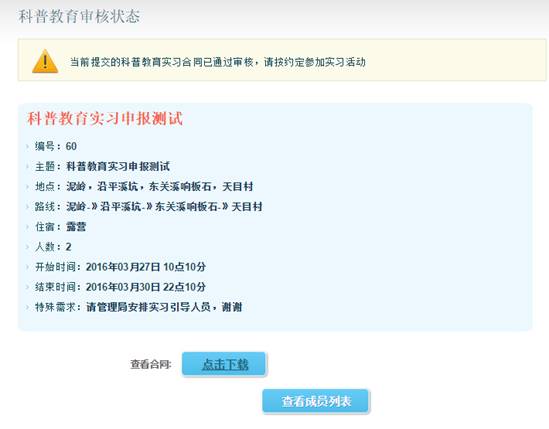 科普教育审核状态
当前提交的科普教育实习合同已通过审核，请按约定参加实习活动
科普教育实习申报测试
编号：60
主题：科普教育实习申报测试
地点：泥岭，沿平溪坑，东关溪响板石，天目村
路线：泥岭-》沿平溪坑-》东关溪响板石-》天目村
住宿：露营
人数：2
开始时间：2016年03月27日 10点10分
结束时间：2016年03月30日 22点10分
特殊需求：请管理局安排实习引导人员，谢谢
查看合同: 点击下载
查看成员列表